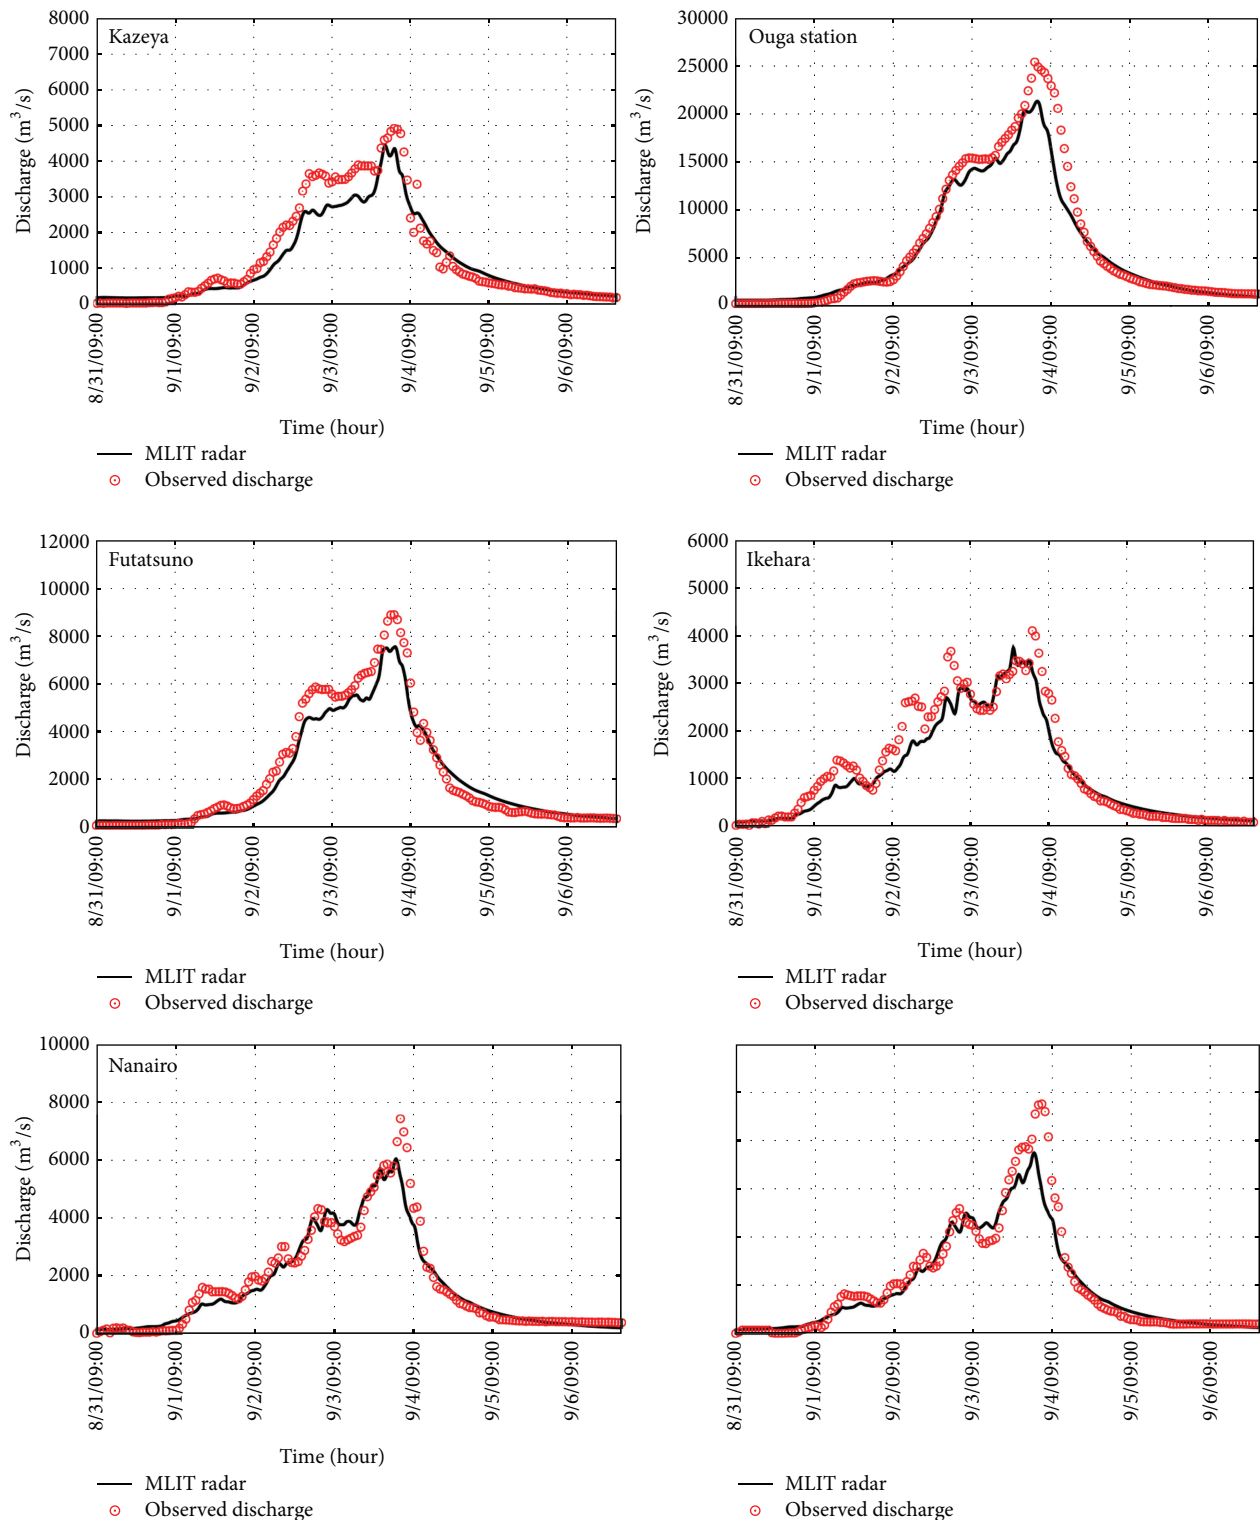 Kazeya
8000
7000
6000
5000
4000
3000
2000
1000
0
Discharge (m³/s)
8/31/09:00
9/1/09:00
9/2/09:00
9/3/09:00
9/4/09:00
9/5/09:00
9/6/09:00
Time (hour)
MLIT radar
Observed discharge
Ouga station
30000
25000
20000
15000
10000
5000
0
Discharge (m³/s)
8/31/09:00
9/1/09:00
9/2/09:00
9/3/09:00
9/4/09:00
9/5/09:00
9/6/09:00
Time (hour)
MLIT radar
Observed discharge
Futatsuno
12000
10000
8000
6000
4000
2000
0
Discharge (m³/s)
8/31/09:00
9/1/09:00
9/2/09:00
9/3/09:00
9/4/09:00
9/5/09:00
9/6/09:00
Time (hour)
MLIT radar
Observed discharge
Ikehara
6000
5000
4000
3000
2000
1000
0
Discharge (m³/s)
8/31/09:00
9/1/09:00
9/2/09:00
9/3/09:00
9/4/09:00
9/5/09:00
9/6/09:00
Time (hour)
MLIT radar
Observed discharge
Nanairo
10000
8000
6000
4000
2000
0
Discharge (m³/s)
8/31/09:00
9/1/09:00
9/2/09:00
9/3/09:00
9/4/09:00
9/5/09:00
9/6/09:00
Time (hour)
MLIT radar
Observed discharge
8/31/09:00
9/1/09:00
9/2/09:00
9/3/09:00
9/4/09:00
9/5/09:00
9/6/09:00
MLIT radar
Observed discharge